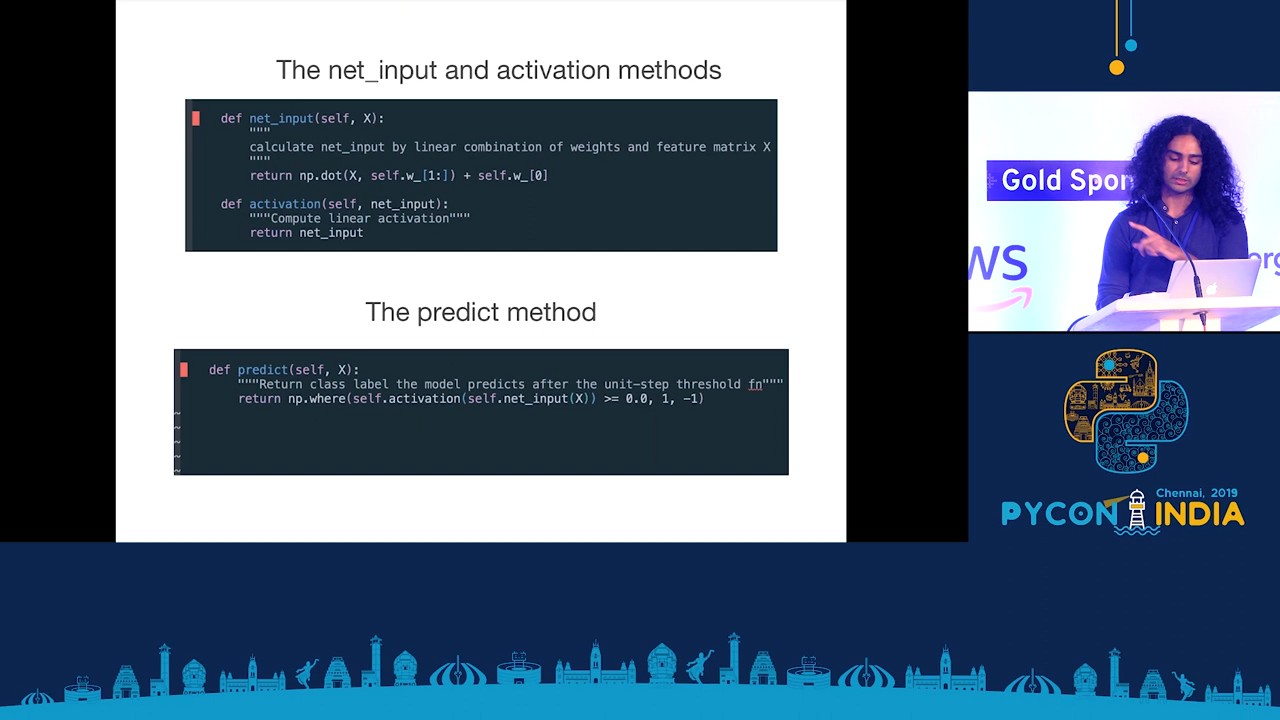 The net_input and activation methods
def net_input(self, X):
"""
calculate net_input by linear combination of weights and feature matrix X
"""
return np.dot(X, self.w_[1:]) + self.w_[0]
def activation(self, net_input):
"""Compute linear activation"""
return net_input
The predict method
def predict(self, X):
"""Return class label the model predicts after the unit-step threshold fn"""
return np.where(self.activation(self.net_input(X)) >= 0.0, 1, -1)
~
~
~
~
~
Gold Spon
ws
org
Chennai, 2019
PYCON INDIA